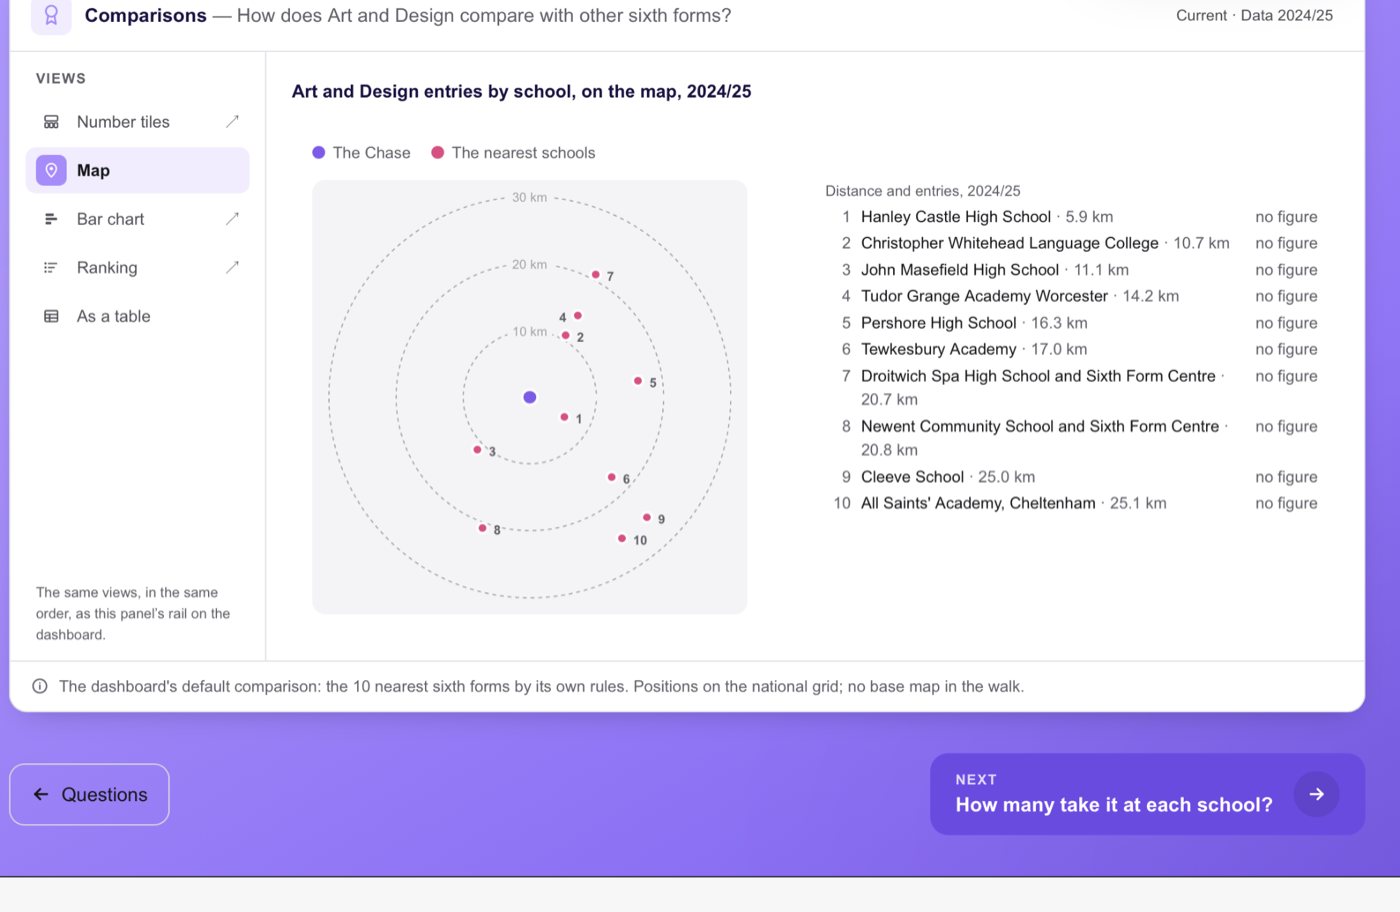 Comparisons — How does Art and Design compare with other sixth forms?
Current · Data 2024/25
VIEWS
Number tiles
Map
Bar chart
Ranking
As a table
The same views, in the same
order, as this panel's rail on the
dashboard.
Art and Design entries by school, on the map, 2024/25
The Chase
The nearest schools
30 km
20 km
7
4
10 km
2
5
1
3
6
9
8
10
Distance and entries, 2024/25
1 Hanley Castle High School · 5.9 km no figure
2 Christopher Whitehead Language College · 10.7 km no figure
3 John Masefield High School · 11.1 km no figure
4 Tudor Grange Academy Worcester · 14.2 km no figure
5 Pershore High School · 16.3 km no figure
6 Tewkesbury Academy · 17.0 km no figure
7 Droitwich Spa High School and Sixth Form Centre · no figure
20.7 km
8 Newent Community School and Sixth Form Centre · no figure
20.8 km
9 Cleeve School · 25.0 km no figure
10 All Saints' Academy, Cheltenham · 25.1 km no figure
The dashboard's default comparison: the 10 nearest sixth forms by its own rules. Positions on the national grid; no base map in the walk.
← Questions
NEXT
How many take it at each school? →